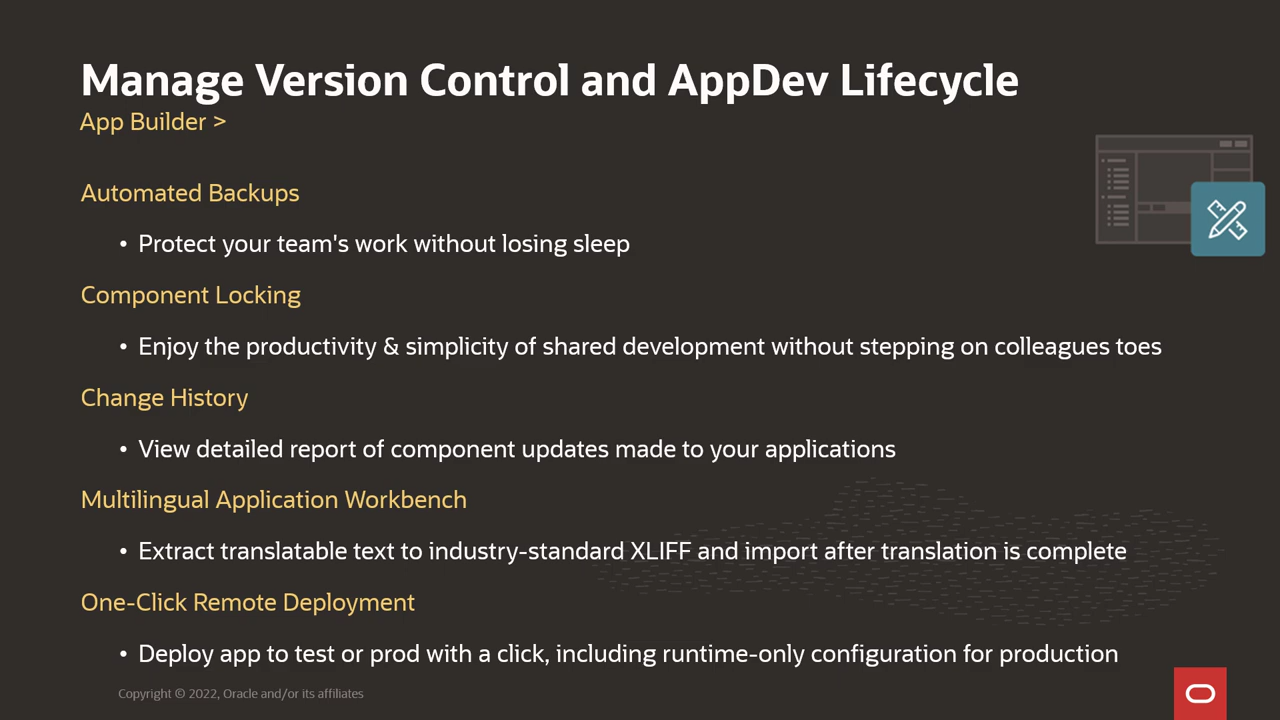 Manage Version Control and AppDev Lifecycle
App Builder >
Automated Backups
• Protect your team's work without losing sleep
Component Locking
• Enjoy the productivity & simplicity of shared development without stepping on colleagues toes
Change History
• View detailed report of component updates made to your applications
Multilingual Application Workbench
• Extract translatable text to industry-standard XLIFF and import after translation is complete
One-Click Remote Deployment
• Deploy app to test or prod with a click, including runtime-only configuration for production
Copyright © 2022, Oracle and/or its affiliates